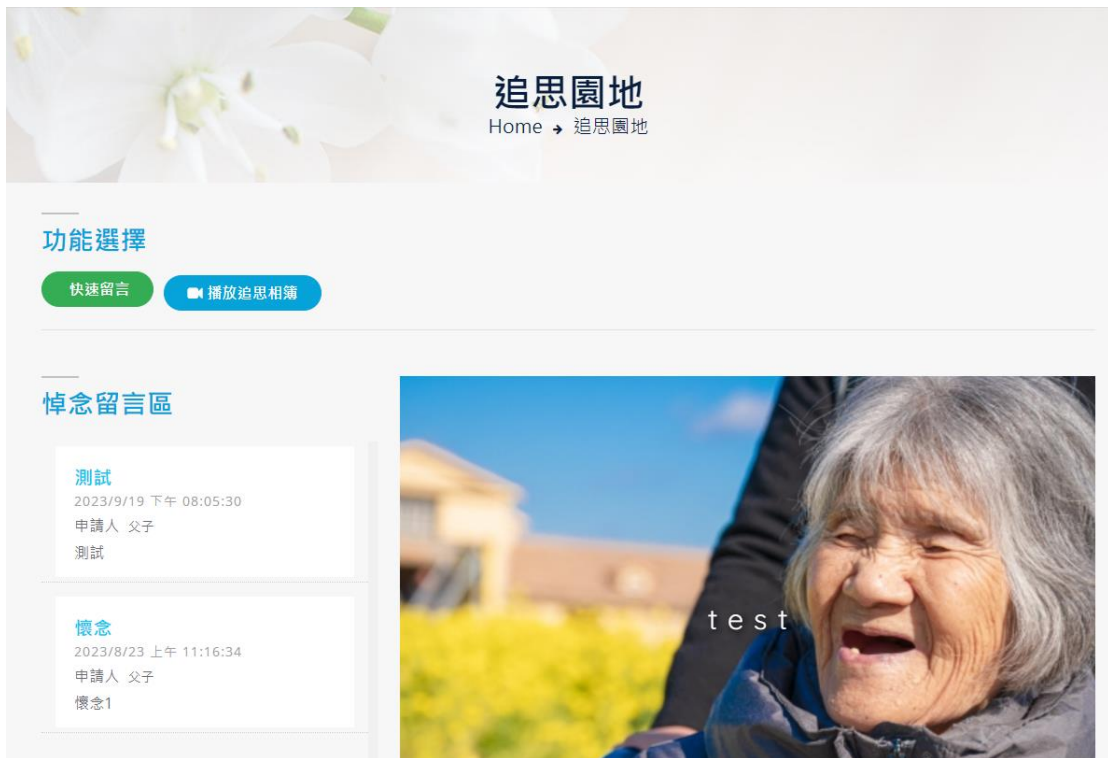 追思園地
Home → 追思園地
功能選擇
快速留言
播放追思相簿
悼念留言區
測試
2023/9/19 下午 08:05:30
申請人 父子
測試
懷念
2023/8/23 上午 11:16:34
申請人 父子
懷念1
test